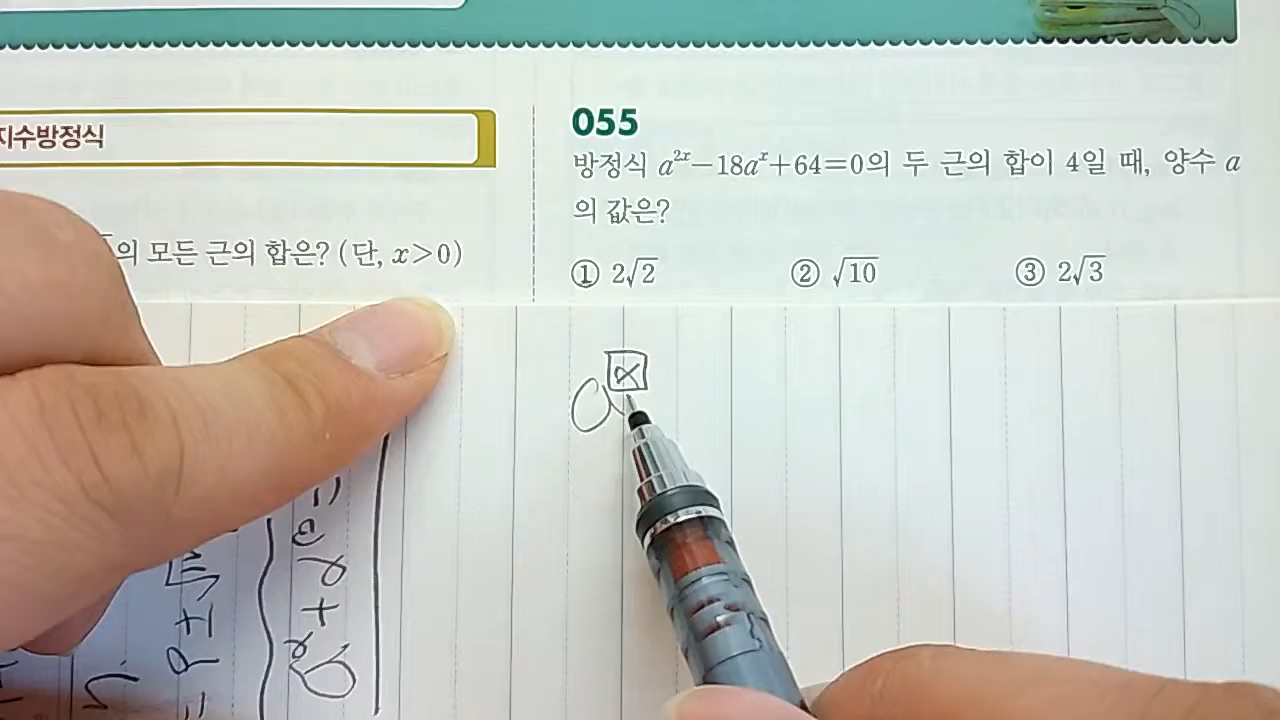 지수방정식
의 모든 근의 합은? (단, x>0)
055
방정식 a^{2x}-18a^{x}+64=0의 두 근의 합이 4일 때, 양수 a
의 값은?
① 2√2 ② √10 ③ 2√3
α